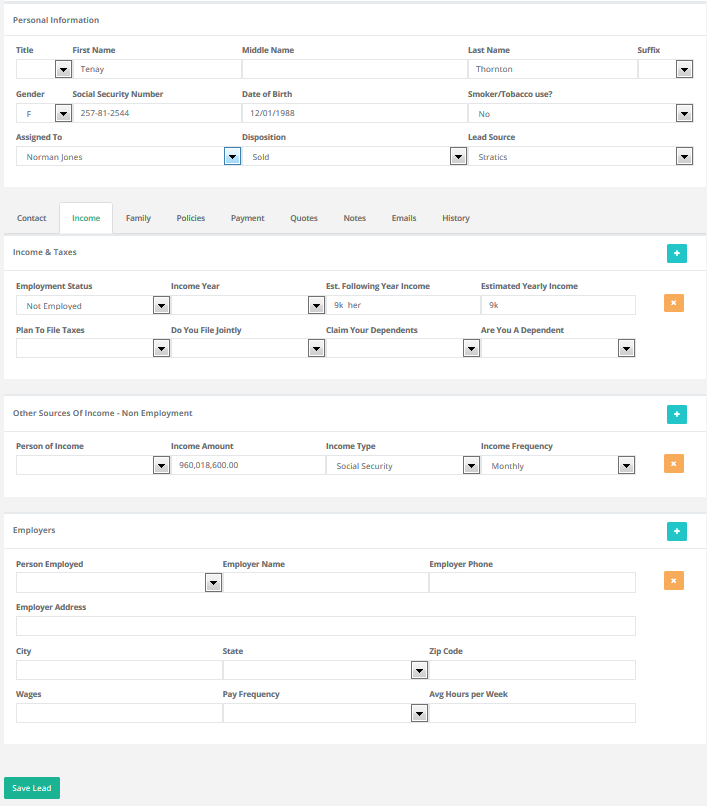 Personal Information
Title First Name Middle Name Last Name Suffix
Tenay Thornton
Gender Social Security Number Date of Birth Smoker/Tobacco use?
F 257-81-2544 12/01/1988 No
Assigned To Disposition Lead Source
Norman Jones Sold Stratics
Contact Income Family Policies Payment Quotes Notes Emails History
Income & Taxes +
Employment Status Income Year Est. Following Year Income Estimated Yearly Income
Not Employed 9k her 9k ×
Plan To File Taxes Do You File Jointly Claim Your Dependents Are You A Dependent
Other Sources Of Income - Non Employment +
Person of Income Income Amount Income Type Income Frequency
960,018,600.00 Social Security Monthly ×
Employers +
Person Employed Employer Name Employer Phone
×
Employer Address
City State Zip Code
Wages Pay Frequency Avg Hours per Week
Save Lead